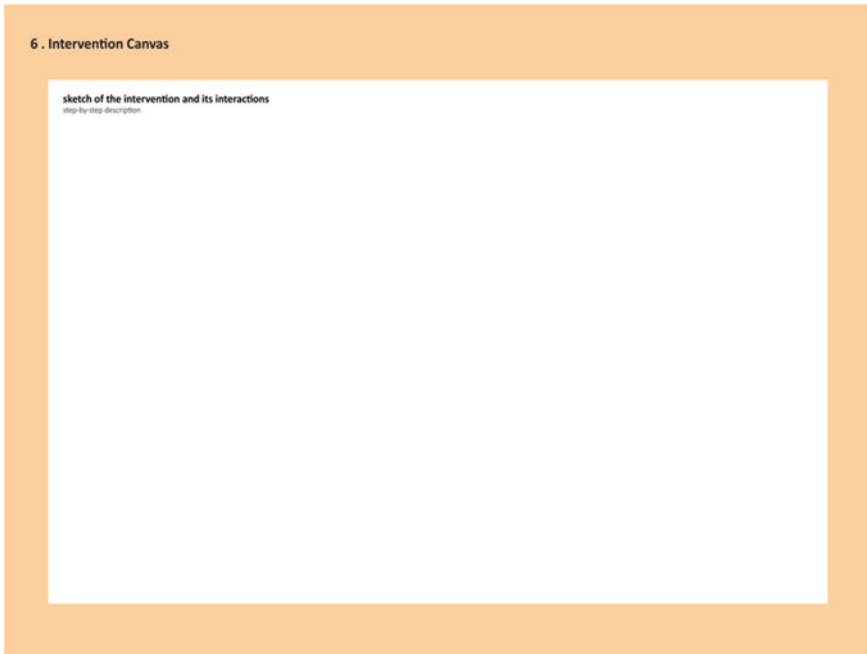 6 . Intervention Canvas
sketch of the intervention and its interactions
step-by-step description